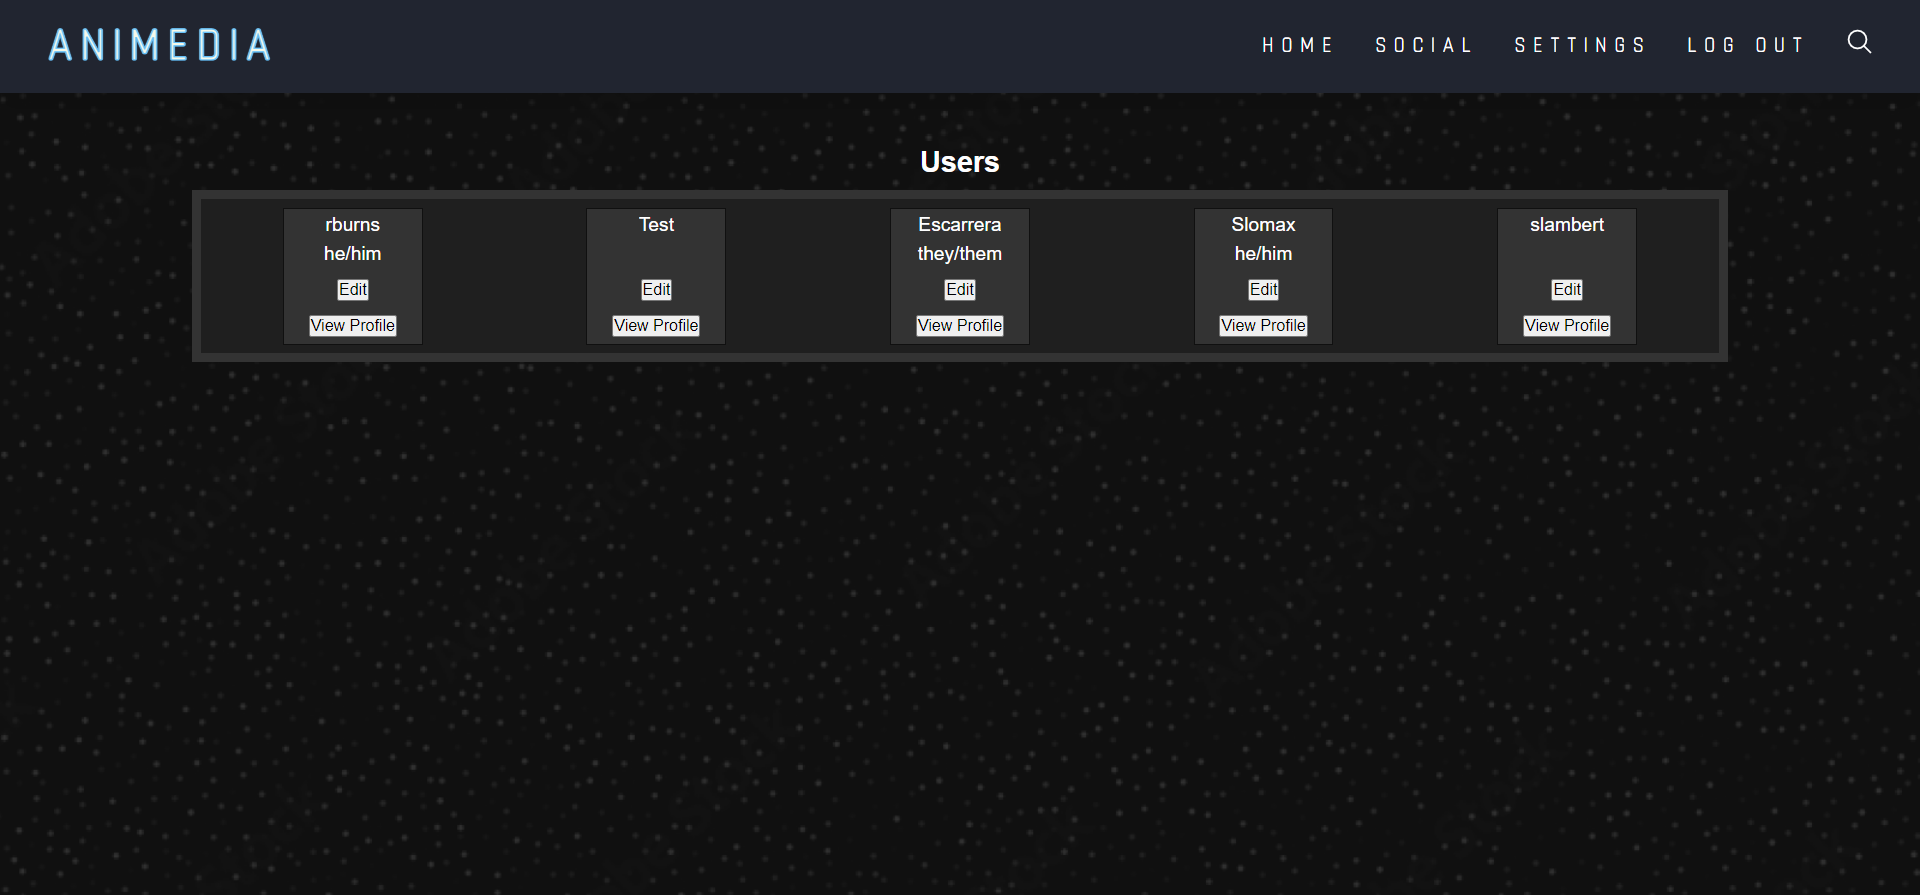 ANIMEDIA
HOME SOCIAL SETTINGS LOG OUT
Users
rburns
he/him
Edit
View Profile
Test
Edit
View Profile
Escarrera
they/them
Edit
View Profile
Slomax
he/him
Edit
View Profile
slambert
Edit
View Profile